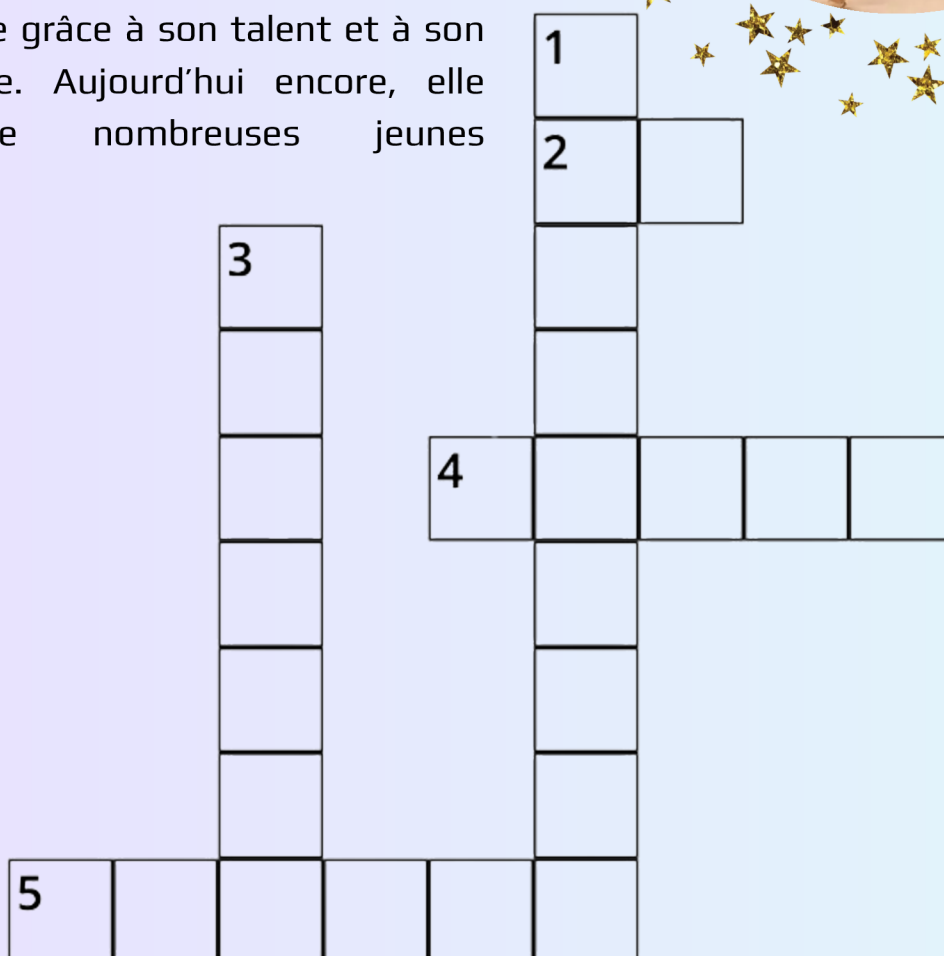 grâce à son talent et à son
Aujourd'hui encore, elle
nombreuses jeunes
1
2
3
4
5